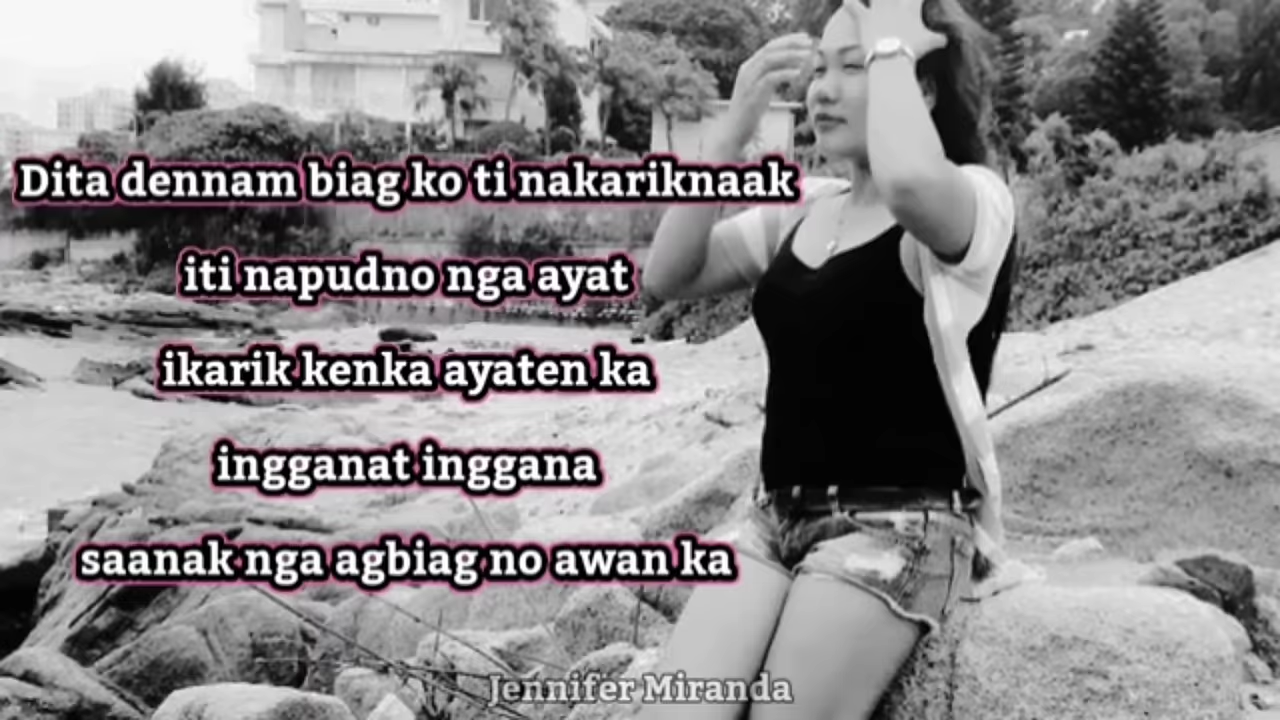 Dita dennam biag ko ti nakariknaak
iti napudno nga ayat
ikarik kenka ayaten ka
ingganat inggana
saanak nga agbiag no awan ka
Jennifer Miranda